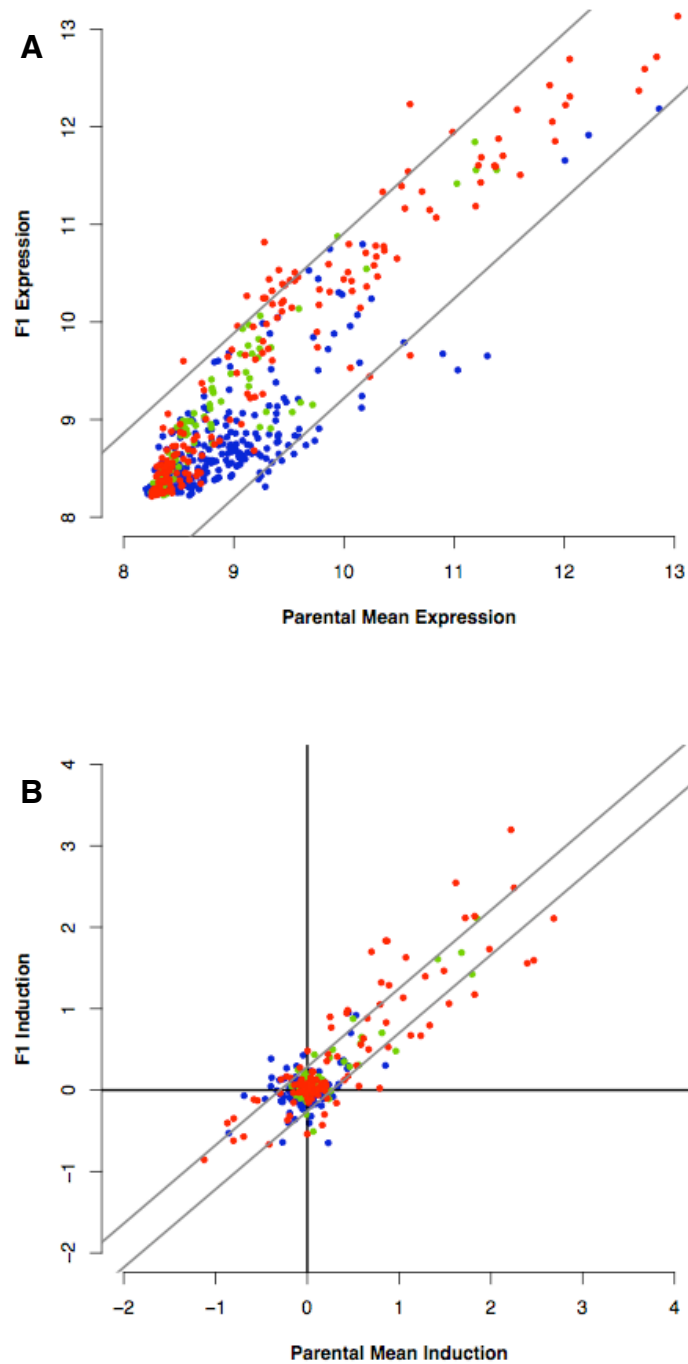 A
13
12
11
10
9
8
F1 Expression
8 9 10 11 12 13
Parental Mean Expression
B
4
3
2
1
0
−1
−2
F1 Induction
−2 −1 0 1 2 3 4
Parental Mean Induction